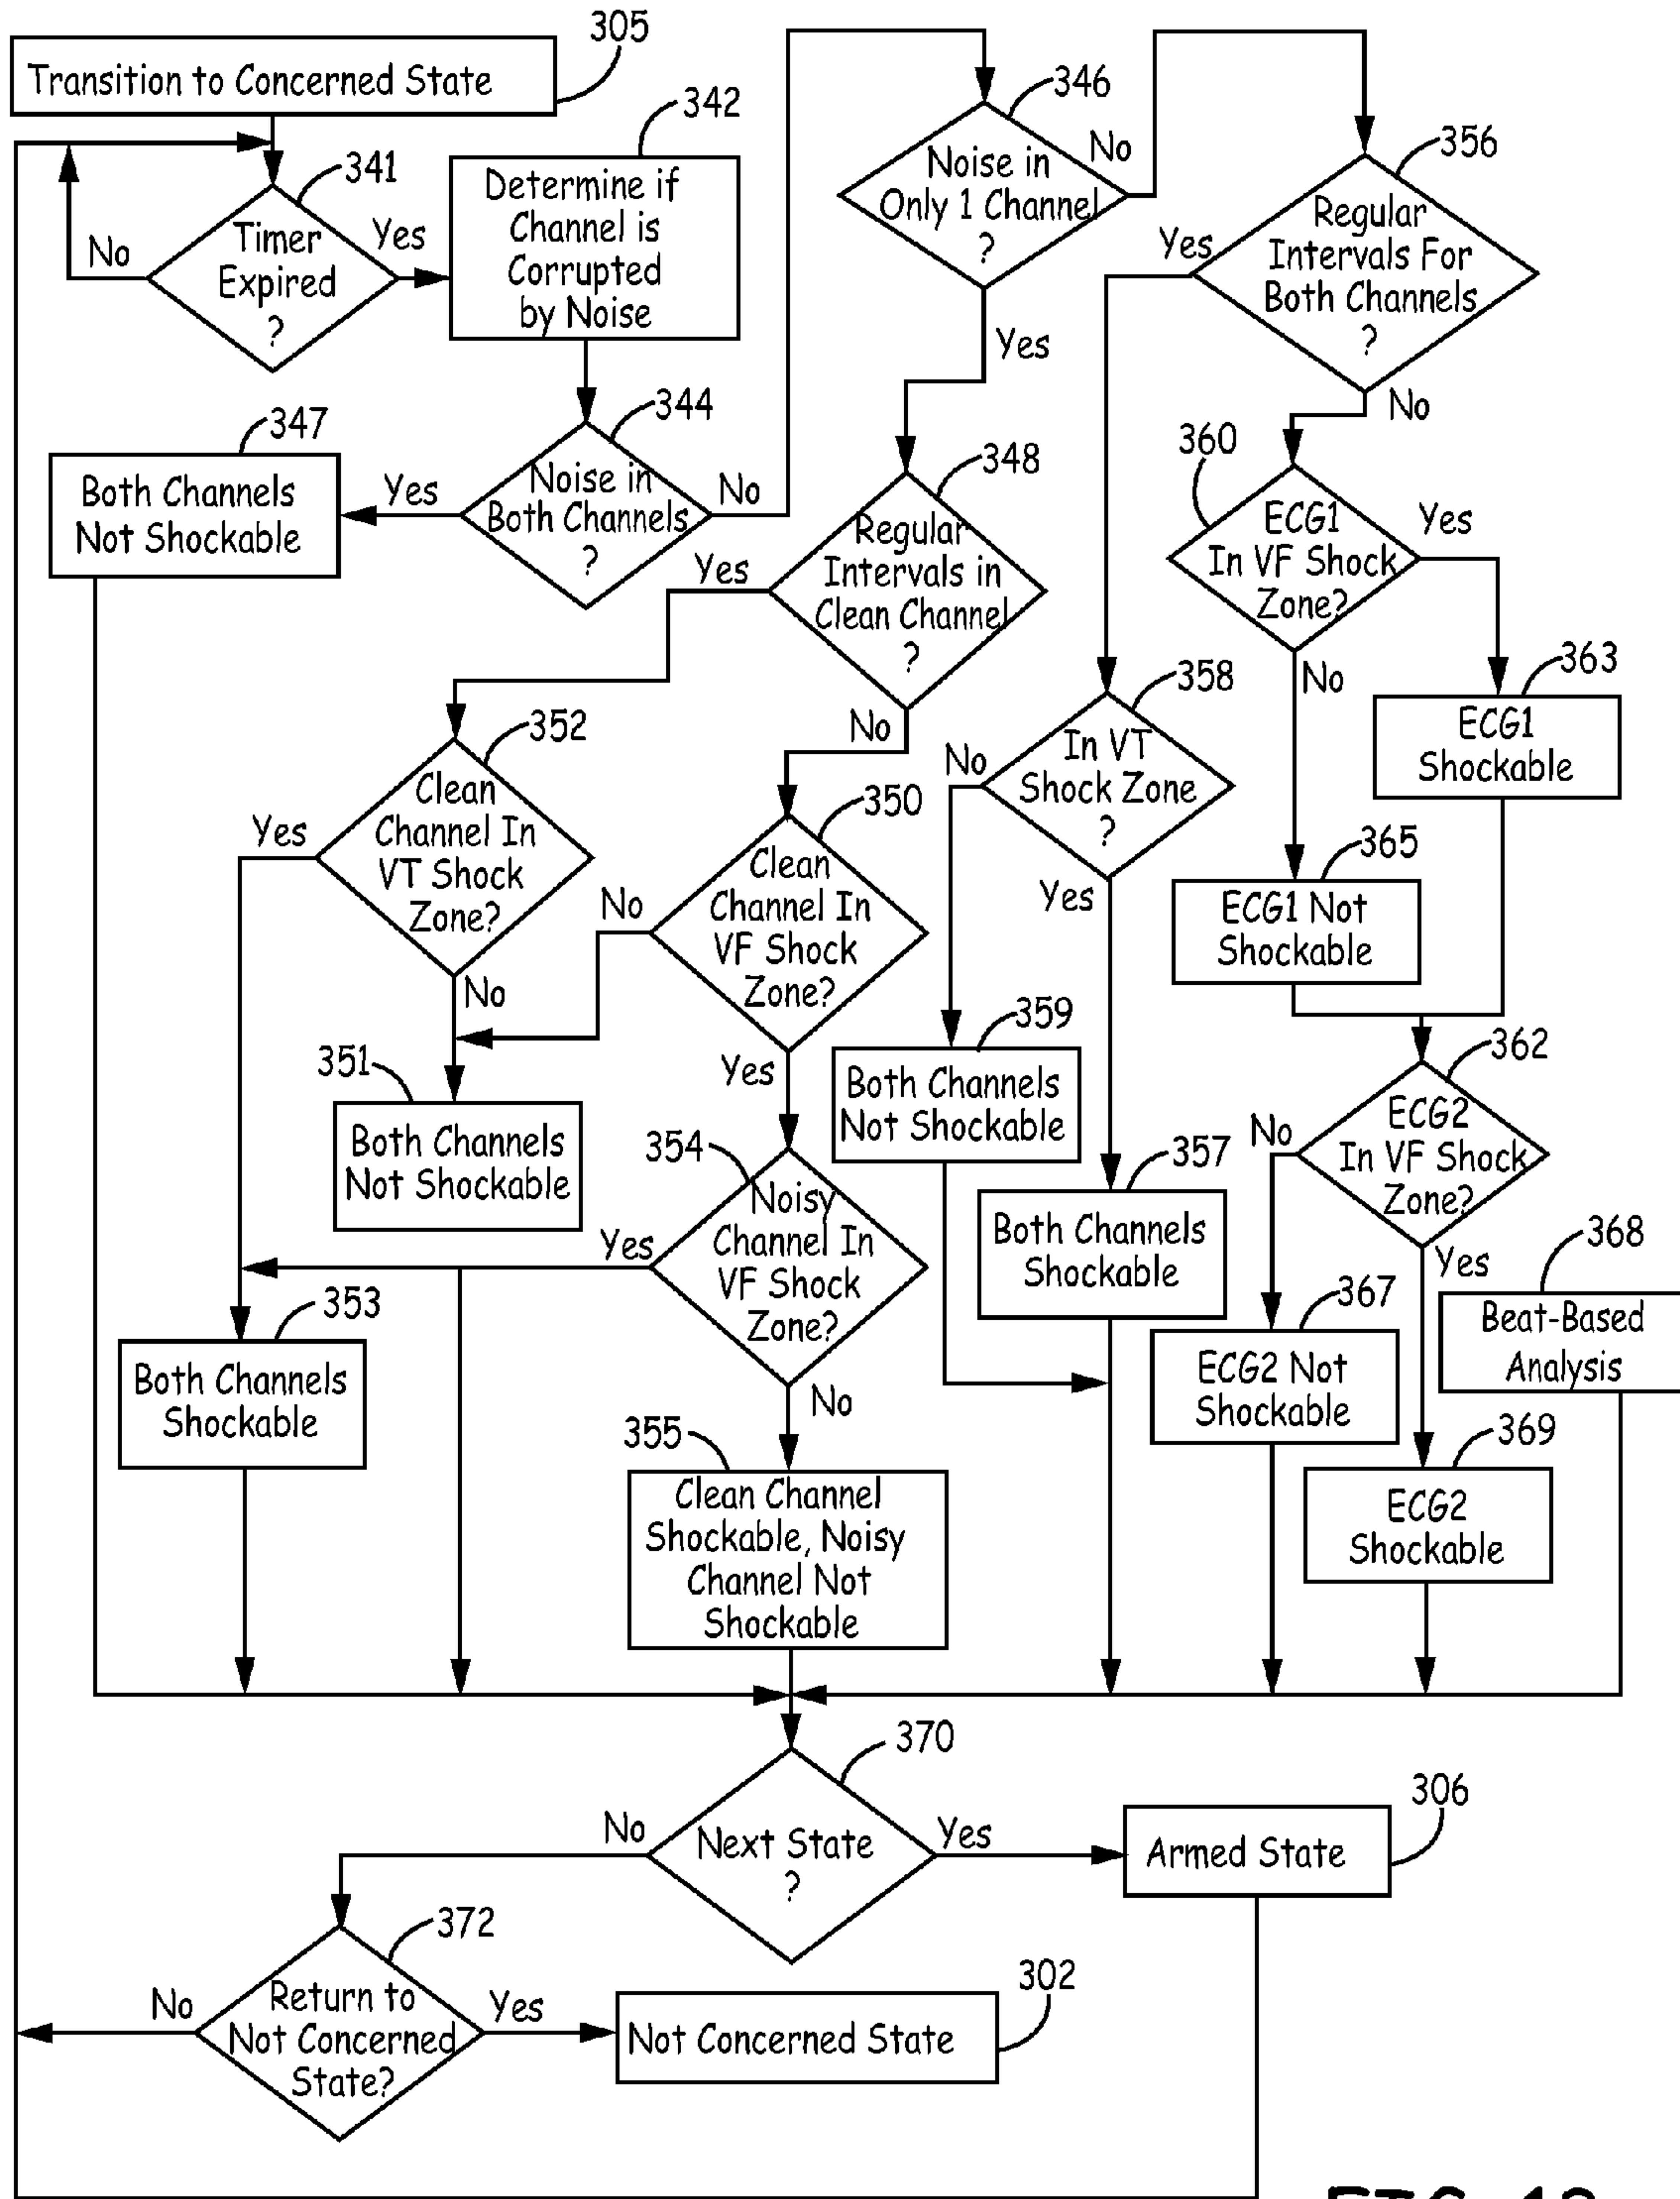 305
Transition to Concerned State
341
Timer
Expired
?
No
Yes
342
Determine if
Channel is
Corrupted
by Noise
344
Noise in
Both Channels
?
Yes
No
347
Both Channels
Not Shockable
346
Noise in
Only 1 Channel
?
No
Yes
356
Regular
Intervals For
Both Channels
?
Yes
No
348
Regular
Intervals in
Clean Channel
?
Yes
No
360
ECG1
In VF Shock
Zone?
Yes
No
363
ECG1
Shockable
365
ECG1 Not
Shockable
352
Clean
Channel In
VT Shock
Zone?
Yes
No
350
Clean
Channel In
VF Shock
Zone?
No
Yes
358
In VT
Shock Zone
?
No
Yes
351
Both Channels
Not Shockable
359
Both Channels
Not Shockable
362
ECG2
In VF Shock
Zone?
No
Yes
354
Noisy
Channel In
VF Shock
Zone?
Yes
No
357
Both Channels
Shockable
353
Both Channels
Shockable
367
ECG2 Not
Shockable
368
Beat-Based
Analysis
369
ECG2
Shockable
355
Clean Channel
Shockable, Noisy
Channel Not
Shockable
370
Next State
?
No
Yes
306
Armed State
372
Return to
Not Concerned
State?
No
Yes
302
Not Concerned State